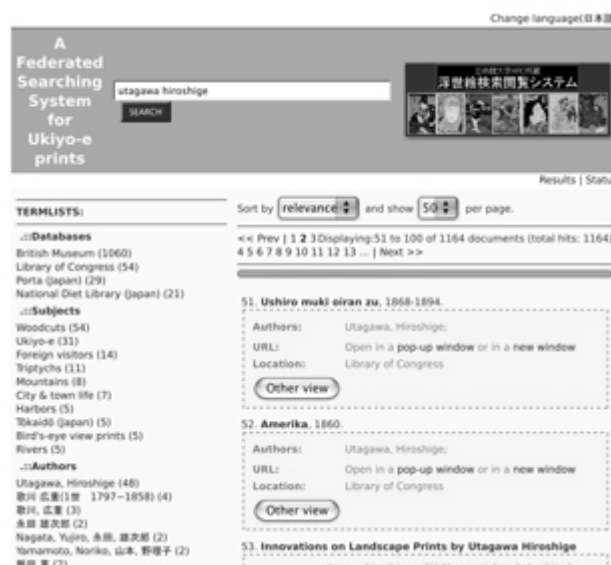 Change language(日本語
A
Federated
Searching
System
for
Ukiyo-e
prints
utagawa hiroshige
SEARCH
浮世絵検索閲覧システム
Results | Statu
TERMLISTS:
.::Databases
British Museum (1060)
Library of Congress (54)
Porta (Japan) (29)
National Diet Library (Japan) (21)
.::Subjects
Woodcuts (54)
Ukiyo-e (31)
Foreign visitors (14)
Triptychs (11)
Mountains (8)
City & town life (7)
Harbors (5)
Tōkaidō (Japan) (5)
Bird's-eye view prints (5)
Rivers (5)
.::Authors
Utagawa, Hiroshige (48)
歌川 広重(1世 1797−1858) (4)
歌川, 広重 (3)
永田 雄次郎 (2)
Nagata, Yujiro, 永田, 雄次郎 (2)
Yamamoto, Noriko, 山本, 野理子 (2)
Sort by relevance and show 50 per page.
<< Prev | 1 2 3 Displaying:51 to 100 of 1164 documents (total hits: 1164)
4 5 6 7 8 9 10 11 12 13 ... | Next >>
51. Ushiro muki oiran zu, 1868-1894.
Authors: Utagawa, Hiroshige;
URL: Open in a pop-up window or in a new window
Location: Library of Congress
Other view
52. Amerika, 1860.
Authors: Utagawa, Hiroshige;
URL: Open in a pop-up window or in a new window
Location: Library of Congress
Other view
53. Innovations on Landscape Prints by Utagawa Hiroshige